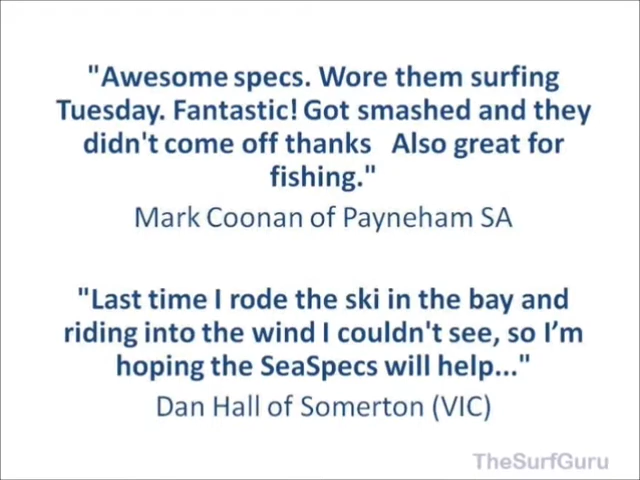 "Awesome specs. Wore them surfing
Tuesday. Fantastic! Got smashed and they
didn't come off thanks   Also great for
fishing."
Mark Coonan of Payneham SA
"Last time I rode the ski in the bay and
riding into the wind I couldn't see, so I’m
hoping the SeaSpecs will help..."
Dan Hall of Somerton (VIC)
TheSurfGuru